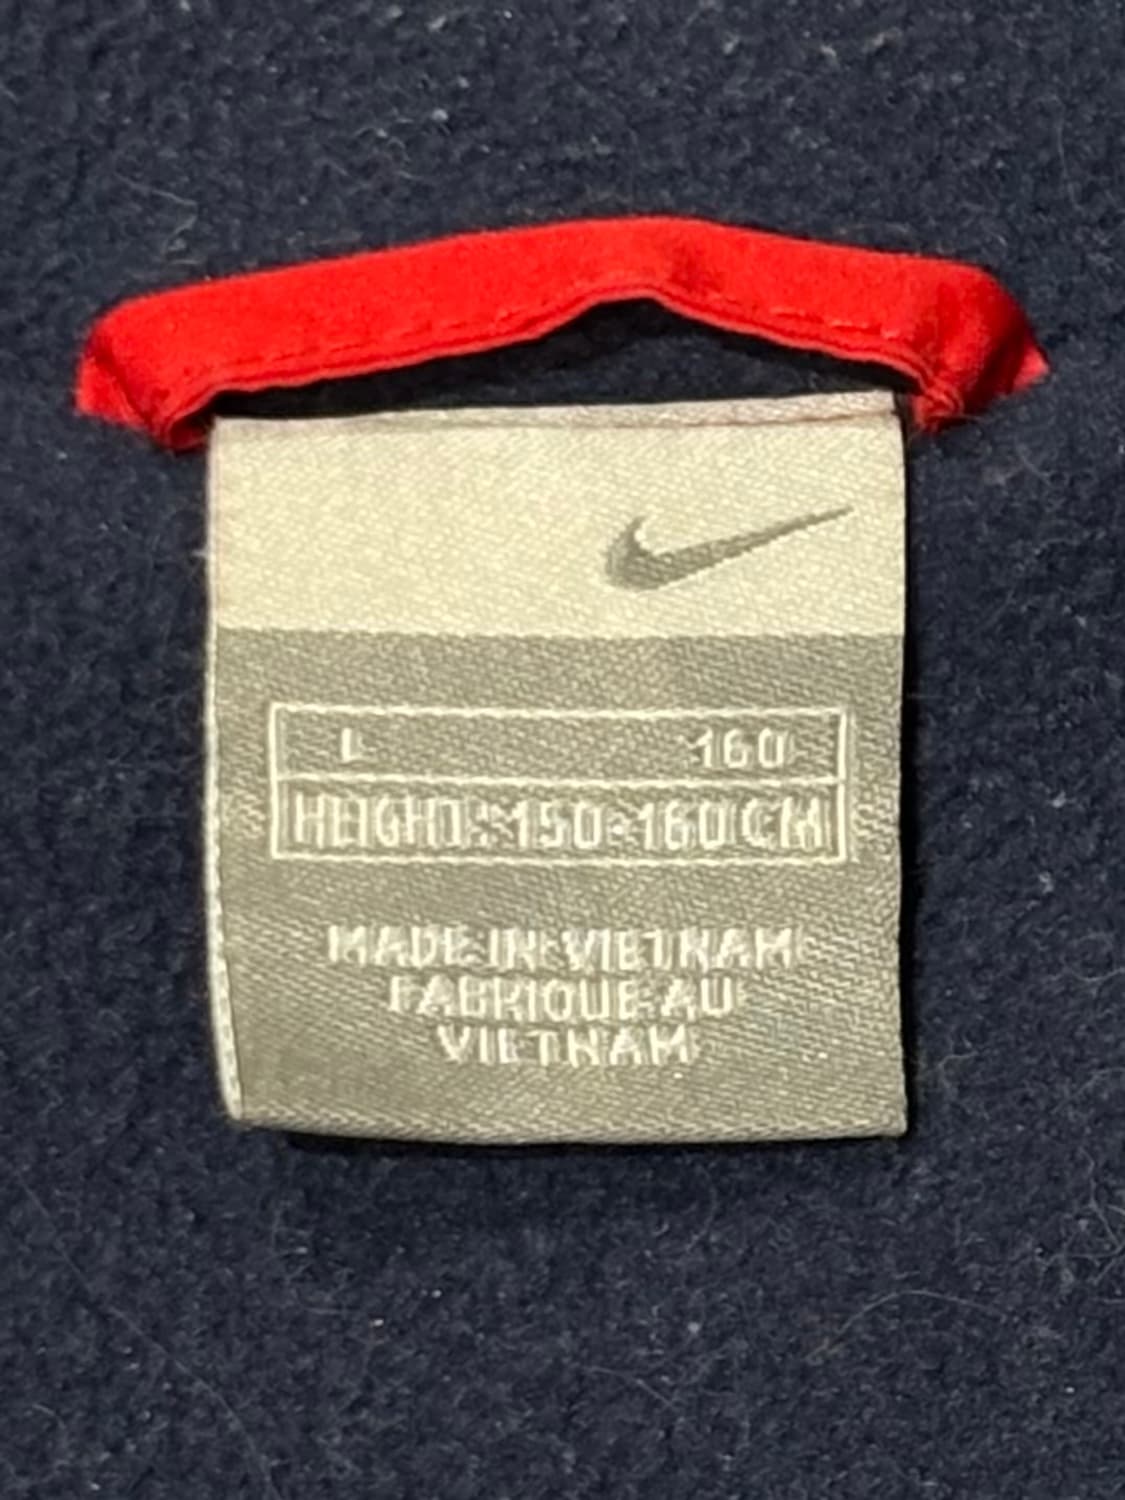 L 160
HEIGHT: 150-160 CM
MADE IN VIETNAM
FABRIQUE AU
VIETNAM